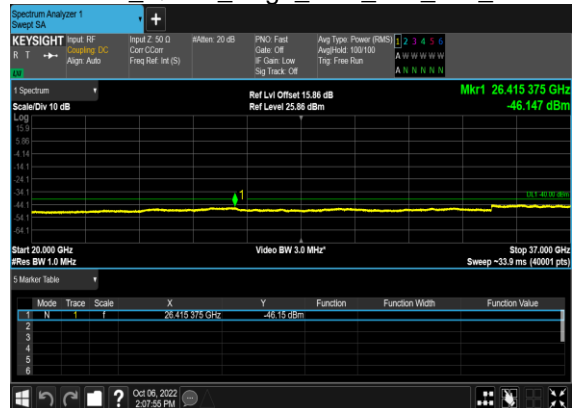 Spectrum Analyzer 1
Swept SA
+
KEYSIGHT Input: RF Input Z: 50 Ω #Atten: 20 dB PNO: Fast Avg Type: Power (RMS) 1 2 3 4 5 6
R T Coupling: DC Corr CCorr Gate: Off Avg|Hold: 100/100 A W W W W W
Align: Auto Freq Ref: Int (S) IF Gain: Low Trig: Free Run
Sig Track: Off A N N N N N
1 Spectrum Ref Lvl Offset 15.86 dB Mkr1 26.415 375 GHz
Scale/Div 10 dB Ref Level 25.86 dBm -46.147 dBm
Log
15.9
5.86
-4.14
-14.1
-24.1
-34.1
1
DL1 -40.00 dBm
-44.1
-54.1
-64.1
Start 20.000 GHz Video BW 3.0 MHz* Stop 37.000 GHz
#Res BW 1.0 MHz Sweep ~33.9 ms (40001 pts)
5 Marker Table
Mode Trace Scale X Y Function Function Width Function Value
1 N 1 f 26.415 375 GHz -46.15 dBm
2
3
4
5
6
? Oct 06, 2022
2:07:55 PM